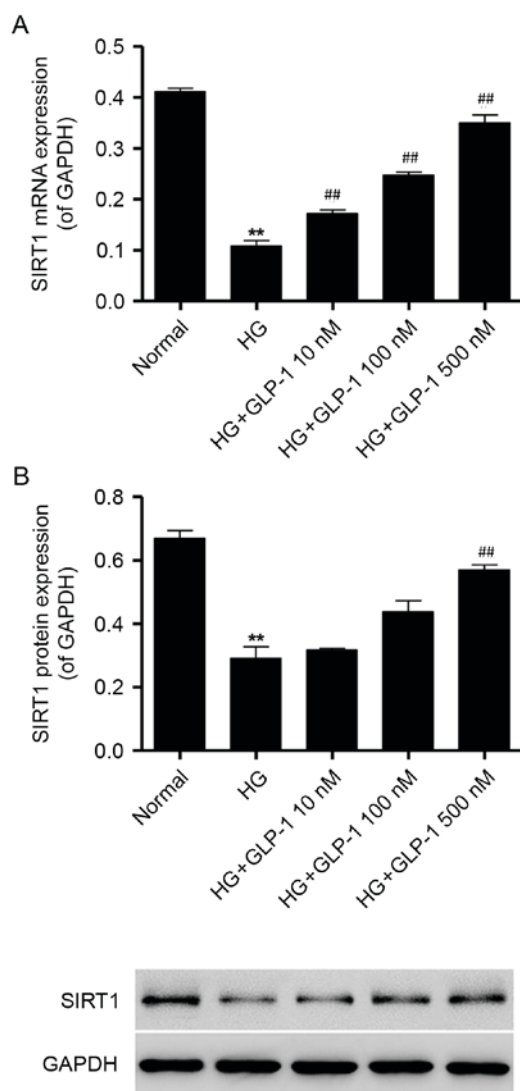 A
SIRT1 mRNA expression
(of GAPDH)
0.5
0.4
0.3
0.2
0.1
0.0
**
##
##
##
Normal
HG
HG+GLP-1 10 nM
HG+GLP-1 100 nM
HG+GLP-1 500 nM
B
SIRT1 protein expression
(of GAPDH)
0.8
0.6
0.4
0.2
0.0
**
##
Normal
HG
HG+GLP-1 10 nM
HG+GLP-1 100 nM
HG+GLP-1 500 nM
SIRT1
GAPDH